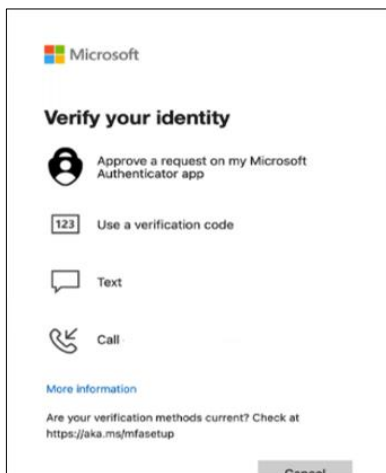 Microsoft
Verify your identity
Approve a request on my Microsoft
Authenticator app
123
Use a verification code
Text
Call
More information
Are your verification methods current? Check at
https://aka.ms/mfasetup
Cancel